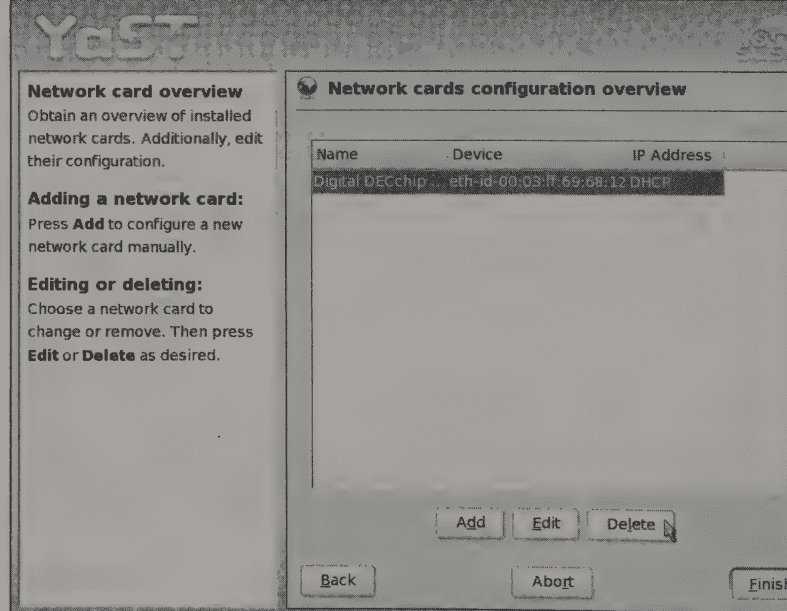 YaST
Network card overview
Obtain an overview of installed
network cards. Additionally, edit
their configuration.
Adding a network card:
Press Add to configure a new
network card manually.
Editing or deleting:
Choose a network card to
change or remove. Then press
Edit or Delete as desired.
Network cards configuration overview
Name Device IP Address
Digital DECchip... eth-id-00:03:ff:69:68:12 DHCP
Add Edit Delete
Back Abort